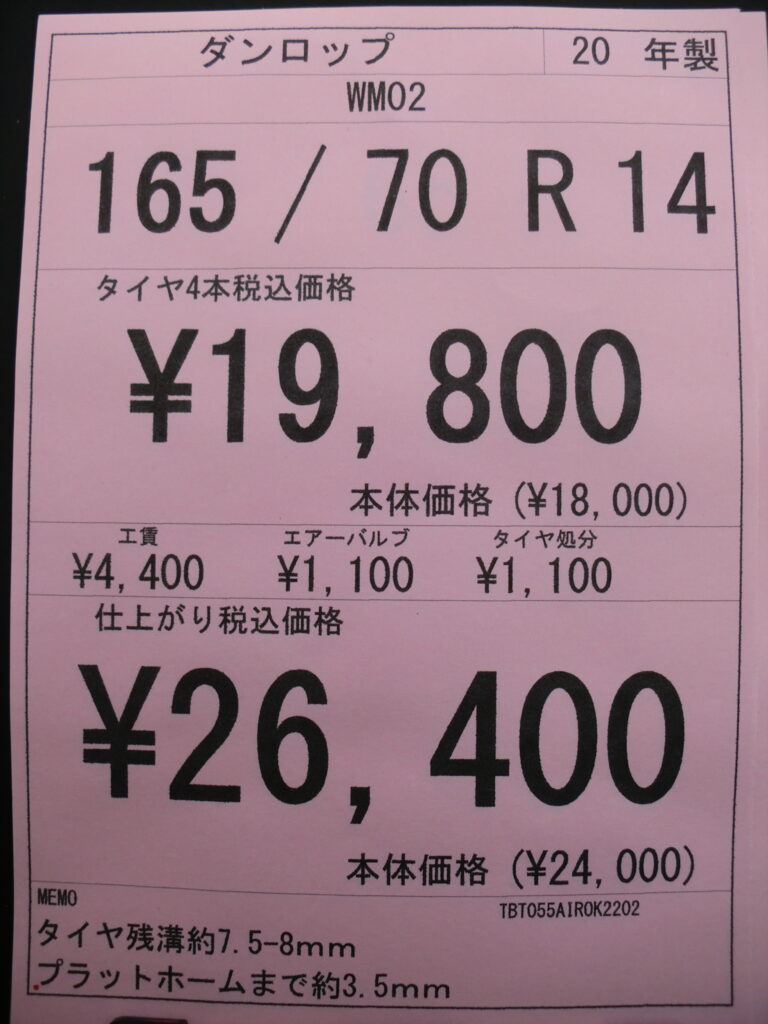 ダンロップ 20 年製
WM02
165 / 70 R 14
タイヤ4本税込価格
¥19,800
本体価格 (¥18,000)
工賃 エアーバルブ タイヤ処分
¥4,400 ¥1,100 ¥1,100
仕上がり税込価格
¥26,400
本体価格 (¥24,000)
MEMO
TBT055AIROK2202
タイヤ残溝約7.5-8mm
プラットホームまで約3.5mm